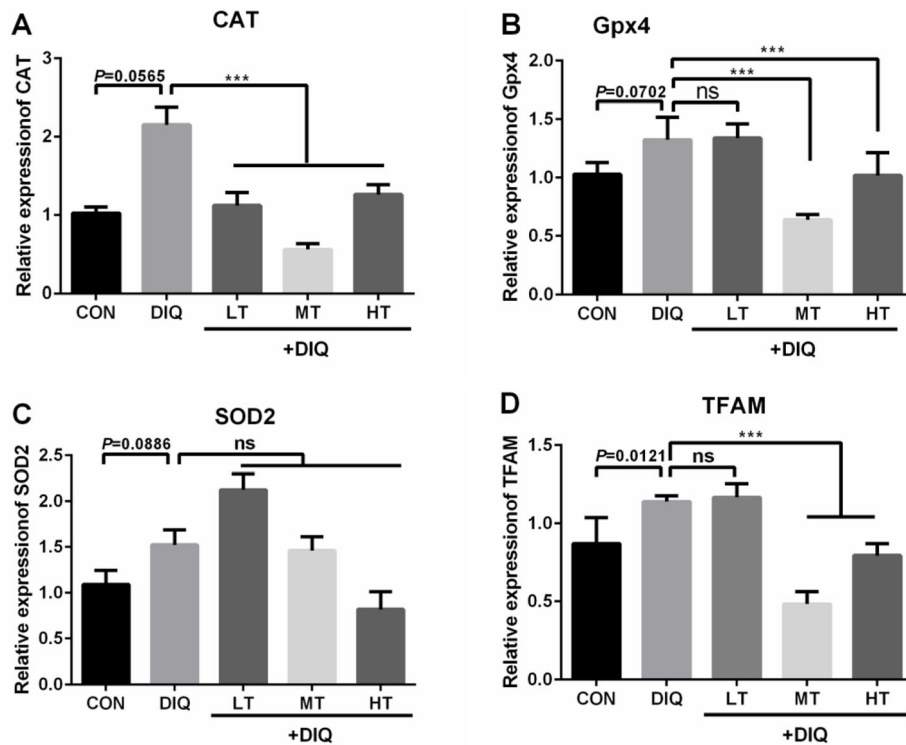 A
CAT
Relative expressionof CAT
3
2
1
0
P=0.0565
***
CON DIQ LT MT HT
+DIQ
B
Gpx4
Relative expressionof Gpx4
2.0
1.5
1.0
0.5
0.0
P=0.0702
ns
***
***
CON DIQ LT MT HT
+DIQ
C
SOD2
Relative expressionof SOD2
2.5
2.0
1.5
1.0
0.5
0.0
P=0.0886
ns
CON DIQ LT MT HT
+DIQ
D
TFAM
Relative expressionof TFAM
1.5
1.0
0.5
0.0
P=0.0121
ns
***
CON DIQ LT MT HT
+DIQ